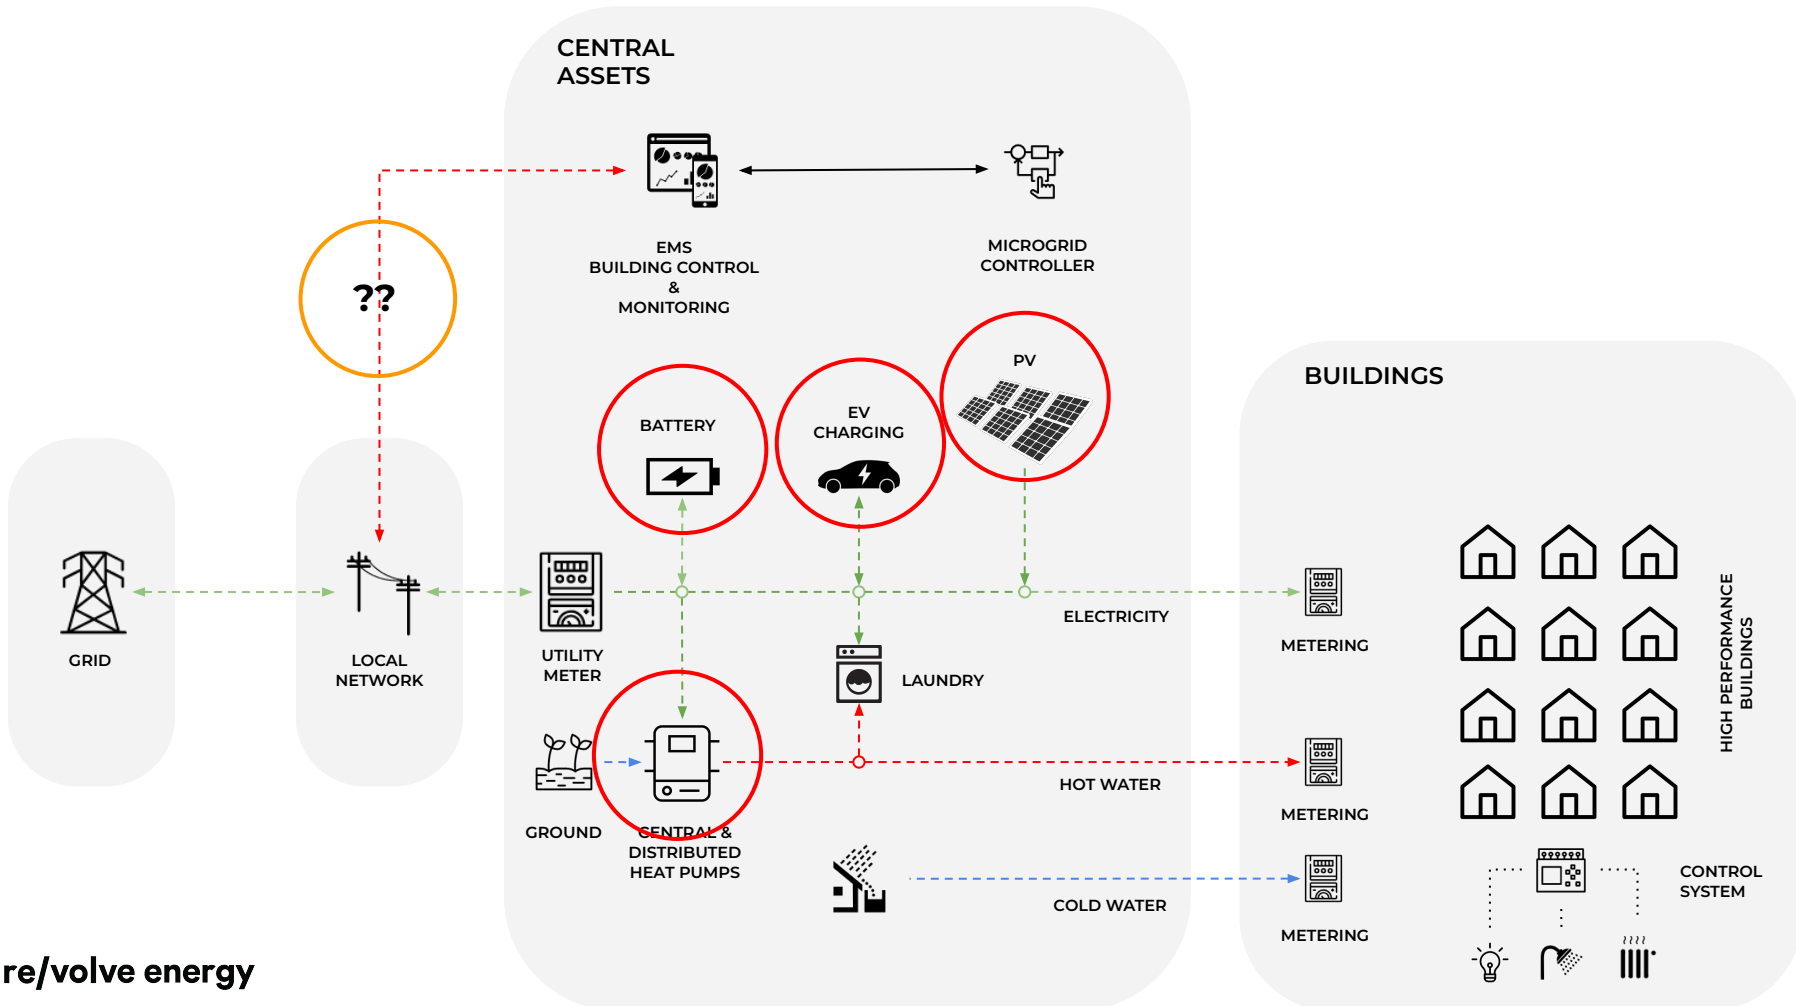 CENTRAL
ASSETS
EMS
BUILDING CONTROL
&
MONITORING
MICROGRID
CONTROLLER
??
PV
BATTERY
EV
CHARGING
BUILDINGS
ELECTRICITY
GRID
LOCAL
NETWORK
UTILITY
METER
LAUNDRY
METERING
HIGH PERFORMANCE
BUILDINGS
HOT WATER
METERING
GROUND
CENTRAL &
DISTRIBUTED
HEAT PUMPS
COLD WATER
METERING
CONTROL
SYSTEM
re/volve energy